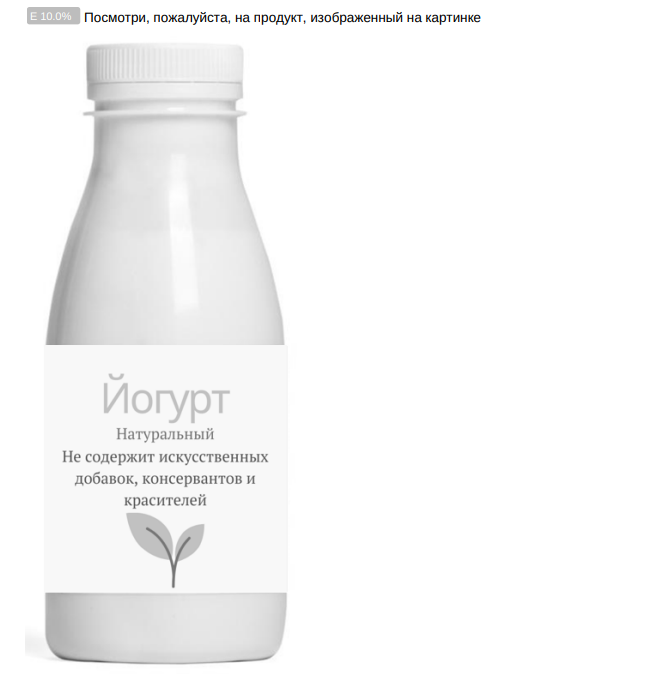 E 10.0% Посмотри, пожалуйста, на продукт, изображенный на картинке
Йогурт
Натуральный
Не содержит искусственных
добавок, консервантов и
красителей